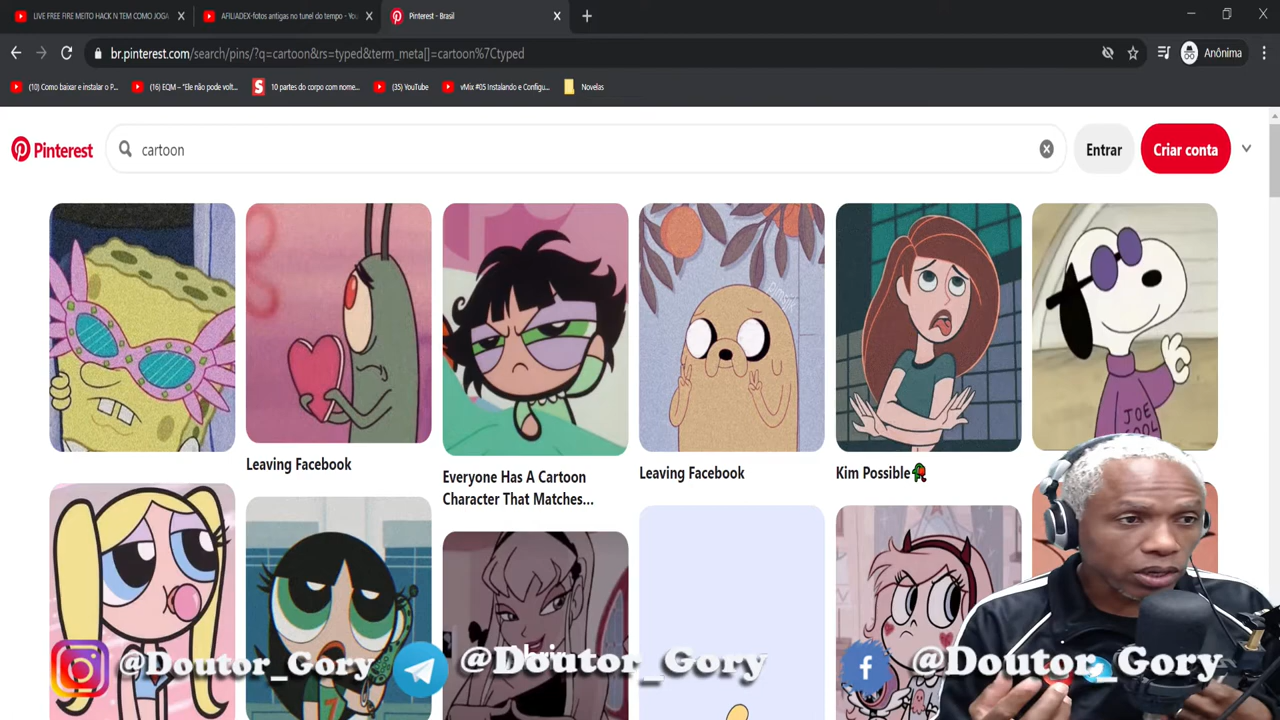 LIVE FREE FIRE MEITO HACK N TEM COMO JOGA
AFILIADEX-fotos antigas no tunel do tempo - You
Pinterest - Brasil
br.pinterest.com/search/pins/?q=cartoon&rs=typed&term_meta[]=cartoon%7Ctyped
Anônima
(10) Como baixar e instalar o P...
(16) EQM – "Ele não pode volt...
10 partes do corpo com nome...
(35) YouTube
vMix #05 Instalando e Configu...
Novelas
Pinterest
cartoon
Entrar
Criar conta
JOE
COOL
Leaving Facebook
Everyone Has A Cartoon
Character That Matches...
Leaving Facebook
Kim Possible
@Doutor_Gory
@Doutor_Gory
@Doutor_Gory